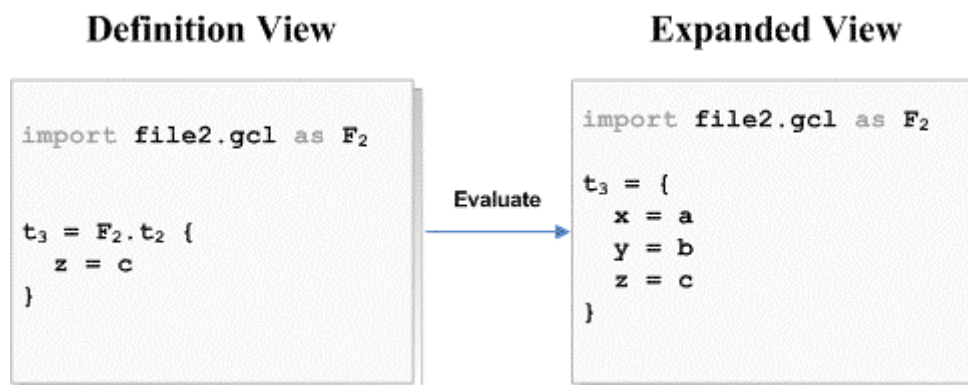 Definition View
import file2.gcl as F₂
t₃ = F₂.t₂ {
z = c
}
Evaluate
Expanded View
import file2.gcl as F₂
t₃ = {
x = a
y = b
z = c
}